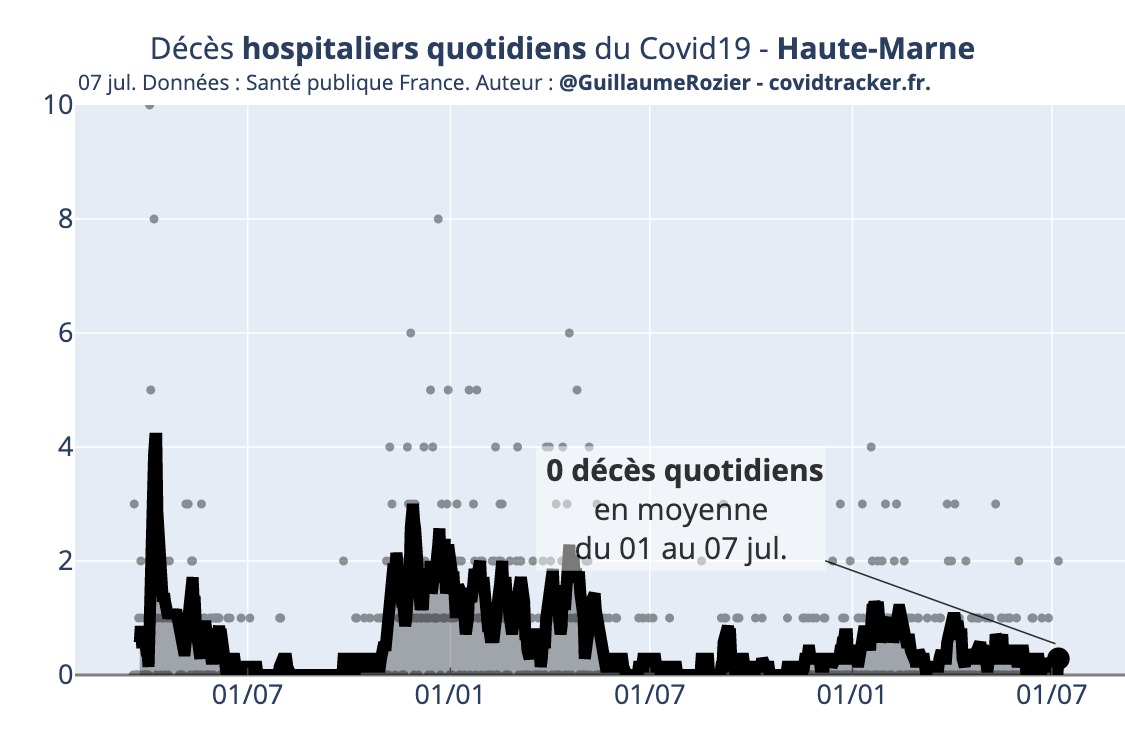 Décès hospitaliers quotidiens du Covid19 - Haute-Marne
07 jul. Données : Santé publique France. Auteur : @GuillaumeRozier - covidtracker.fr.
10
8
6
4
0 décès quotidiens
en moyenne
du 01 au 07 jul.
2
0
01/07 01/01 01/07 01/01 01/07